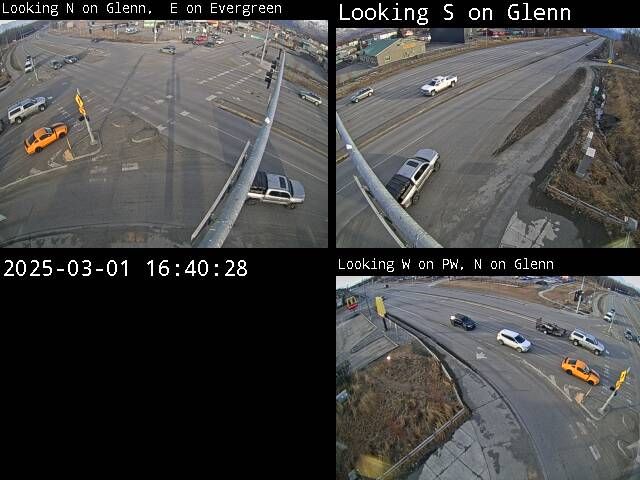 Looking N on Glenn,  E on Evergreen
Looking S on Glenn
2025-03-01 16:40:28
Looking W on PW, N on Glenn